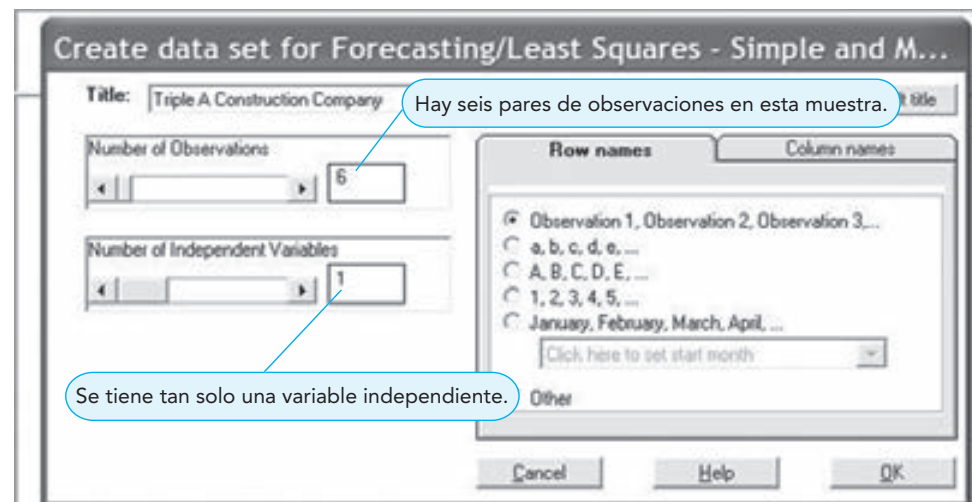 Create data set for Forecasting/Least Squares - Simple and M...
Title: Triple A Construction Company
Hay seis pares de observaciones en esta muestra.
title
Number of Observations
6
Row names
Column names
Number of Independent Variables
1
Observation 1, Observation 2, Observation 3,...
a, b, c, d, e, ...
A, B, C, D, E, ...
1, 2, 3, 4, 5, ...
January, February, March, April, ...
Click here to set start month
Se tiene tan solo una variable independiente.
Other
Cancel
Help
OK